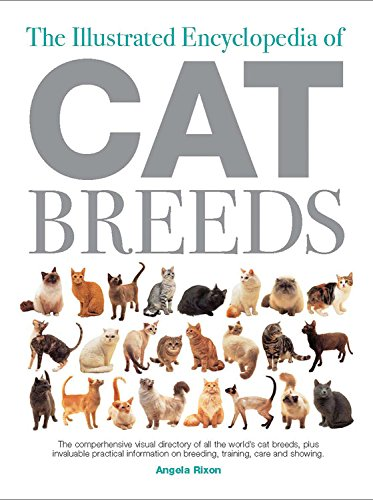 The Illustrated Encyclopedia of
CAT
BREEDS
The comperhensive visual directory of all the world's cat breeds, plus
invaluable practical information on breeding, training, care and showing.
Angela Rixon